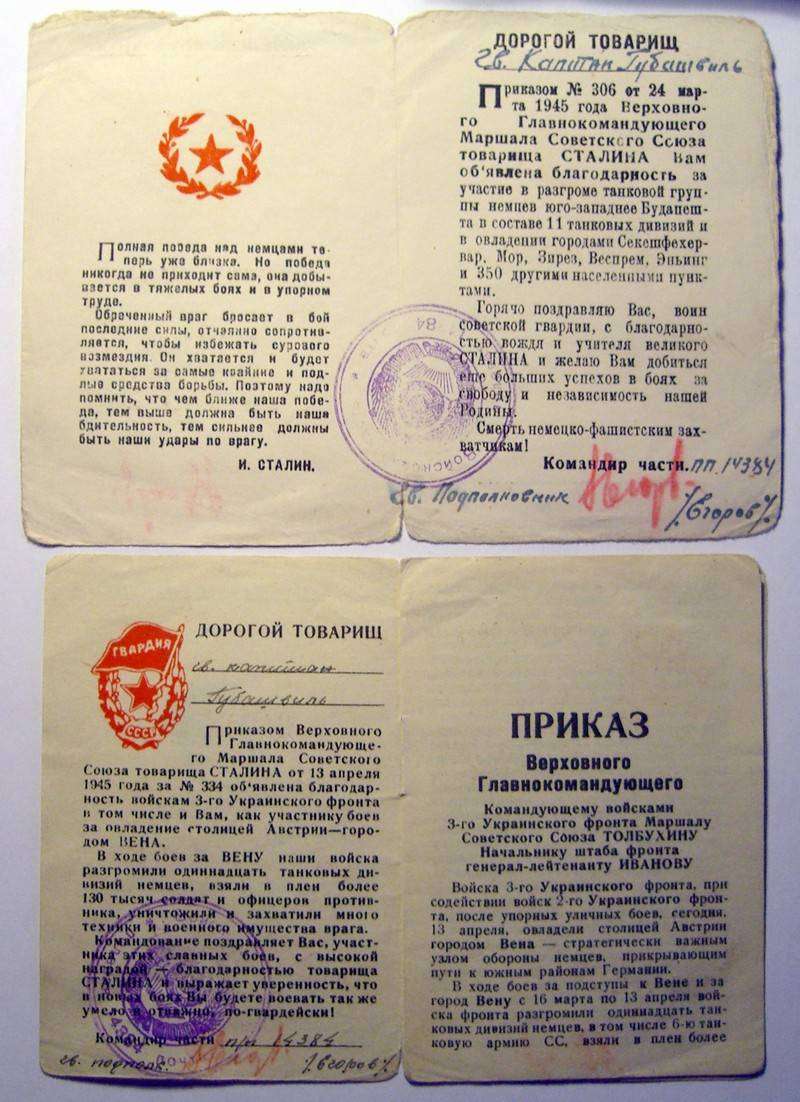 Полная победа над немцами те-
перь уже близка. Но победа
никогда не приходит сама, она добы-
вается в тяжелых боях и в упорном
труде.
Обреченный враг бросает в бой
последние силы, отчаянно сопротив-
ляется, чтобы избежать сурового
возмездия. Он хватается и будет
хвататься за самые крайние и под-
лые средства борьбы. Поэтому надо
помнить, что чем ближе наша побе-
да, тем выше должна быть наша
бдительность, тем сильнее должны
быть наши удары по врагу.
И. СТАЛИН.
ДОРОГОЙ ТОВАРИЩ
Гв. Капитан Губашвиль
Приказом № 306 от 24 мар-
та 1945 года Верховно-
го Главнокомандующего
Маршала Советского Союза
товарища СТАЛИНА Вам
об'явлена благодарность за
участие в разгроме танковой груп-
пы немцев юго-западнее Будапеш-
та в составе 11 танковых дивизий и
в овладении городами Секешфехер-
вар, Мор, Зирез, Веспрем, Эньинг
и 350 другими населенными пунк-
тами.
Горячо поздравляю Вас, воин
советской гвардии, с благодарно-
стью вождя и учителя великого
СТАЛИНА и желаю Вам добиться
еще больших успехов в боях за
свободу и независимость нашей
Родины.
Смерть немецко-фашистским зах-
ватчикам!
Командир части. ПП. 14384
Гв. Подполковник
/Егоров/.
ГВАРДИЯ
СССР
ДОРОГОЙ ТОВАРИЩ
гв. капитан
Губашвиль
Приказом Верховного
Главнокомандующе-
го Маршала Советского
Союза товарища СТАЛИНА от 13 апреля
1945 года за № 334 об'явлена благодар-
ность войскам 3-го Украинского фронта
в том числе и Вам, как участнику боев
за овладение столицей Австрии—горо-
дом ВЕНА.
В ходе боев за ВЕНУ наши войска
разгромили одиннадцать танковых ди-
визий немцев, взяли в плен более
130 тысяч солдат и офицеров против-
ника, уничтожили и захватили много
техники и военного имущества врага.
Командование поздравляет Вас, участ-
ника этих славных боев, с высокой
наградой — благодарностью товарища
СТАЛИНА и выражает уверенность, что
в новых боях Вы будете воевать так же
умело и отважно, по-гвардейски!
Командир части пп 14384
гв. подполк. /Егоров/
ПРИКАЗ
Верховного
Главнокомандующего
Командующему войсками
3-го Украинского фронта Маршалу
Советского Союза ТОЛБУХИНУ
Начальнику штаба фронта
генерал-лейтенанту ИВАНОВУ
Войска 3-го Украинского фронта, при
содействии войск 2-го Украинского фрон-
та, после упорных уличных боев, сегодня,
13 апреля, овладели столицей Австрии
городом Вена — стратегически важным
узлом обороны немцев, прикрывающим
пути к южным районам Германии.
В ходе боев за подступы к Вене и за
город Вену с 16 марта по 13 апреля вой-
ска фронта разгромили одиннадцать тан-
ковых дивизий немцев, в том числе 6-ю тан-
ковую армию СС, взяли в плен более